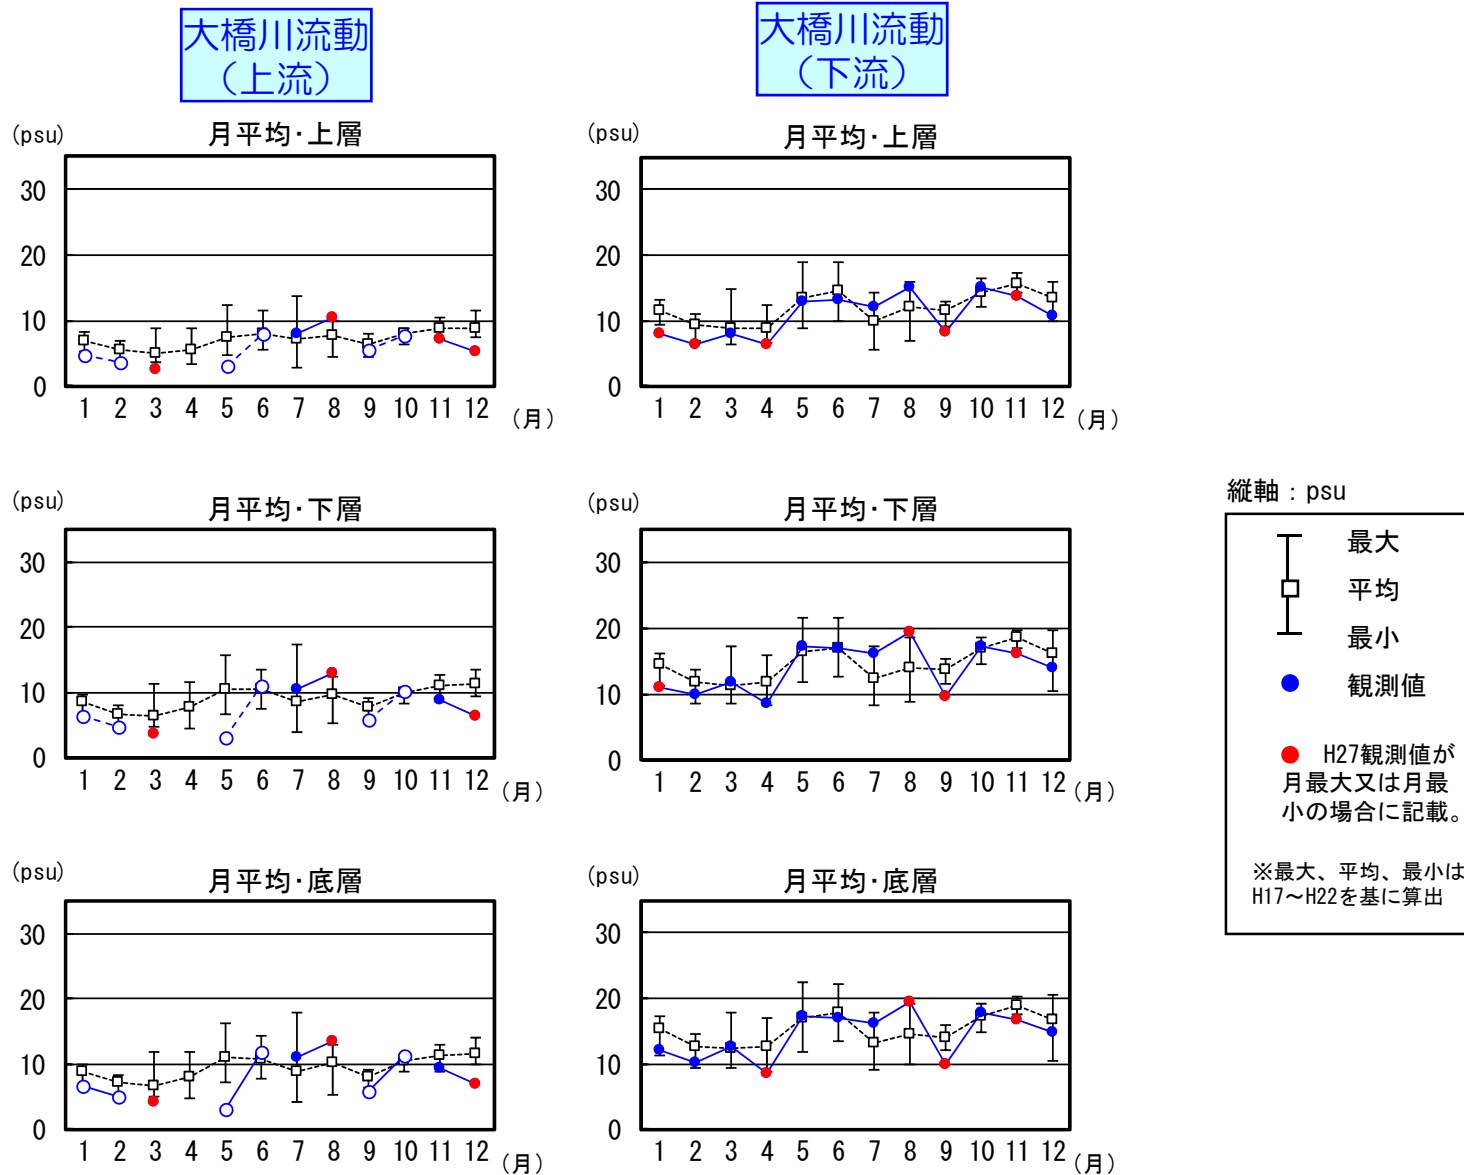 大橋川流動
（上流）
大橋川流動
（下流）
(psu)
月平均・上層
30
20
10
0
1 2 3 4 5 6 7 8 9 10 11 12
（月）
(psu)
月平均・上層
30
20
10
0
1 2 3 4 5 6 7 8 9 10 11 12
（月）
(psu)
月平均・下層
30
20
10
0
1 2 3 4 5 6 7 8 9 10 11 12
（月）
(psu)
月平均・下層
30
20
10
0
1 2 3 4 5 6 7 8 9 10 11 12
（月）
(psu)
月平均・底層
30
20
10
0
1 2 3 4 5 6 7 8 9 10 11 12
（月）
(psu)
月平均・底層
30
20
10
0
1 2 3 4 5 6 7 8 9 10 11 12
（月）
縦軸：psu
最大
平均
最小
観測値
H27観測値が
月最大又は月最
小の場合に記載。
※最大、平均、最小は
H17～H22を基に算出